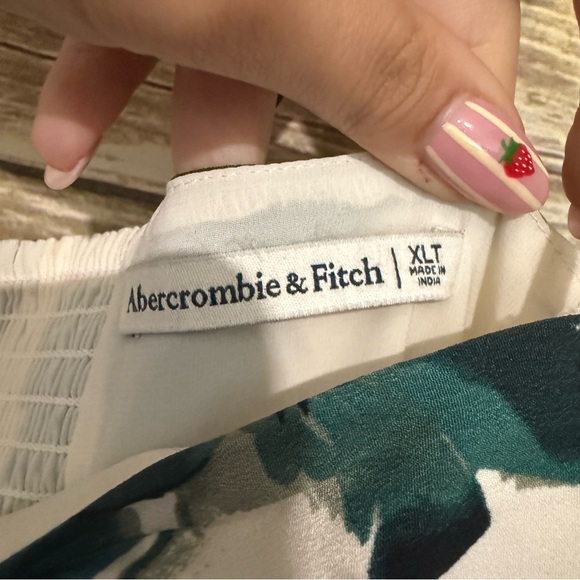 Abercrombie & Fitch | XLT
MADE IN
INDIA